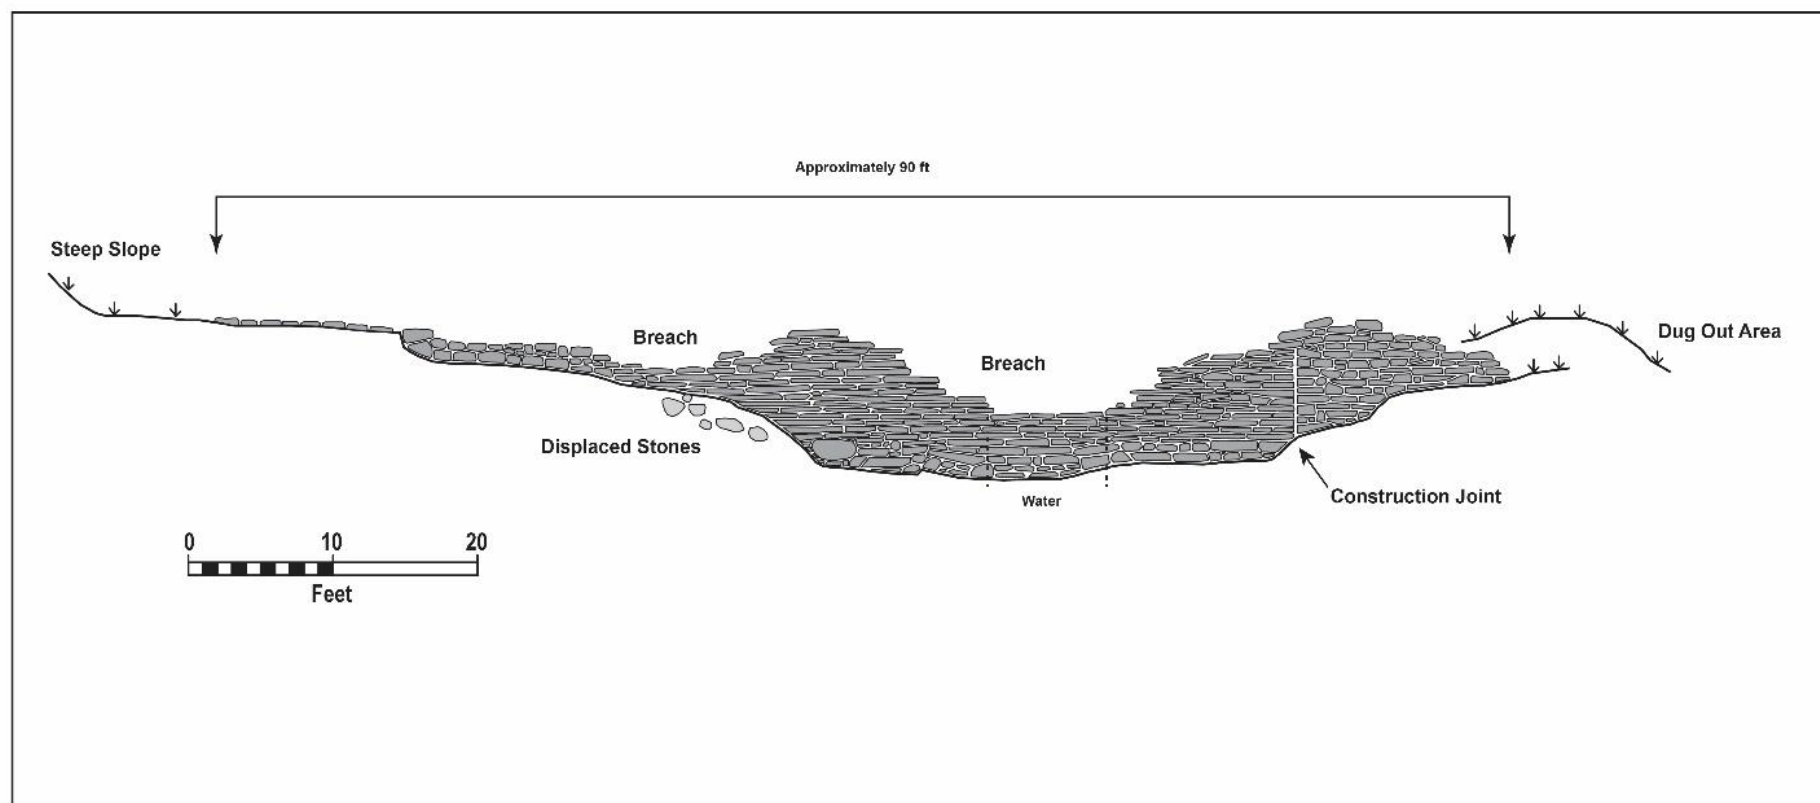 Approximately 90 ft
Steep Slope
Breach
Breach
Dug Out Area
Displaced Stones
Water
Construction Joint
0 10 20
Feet